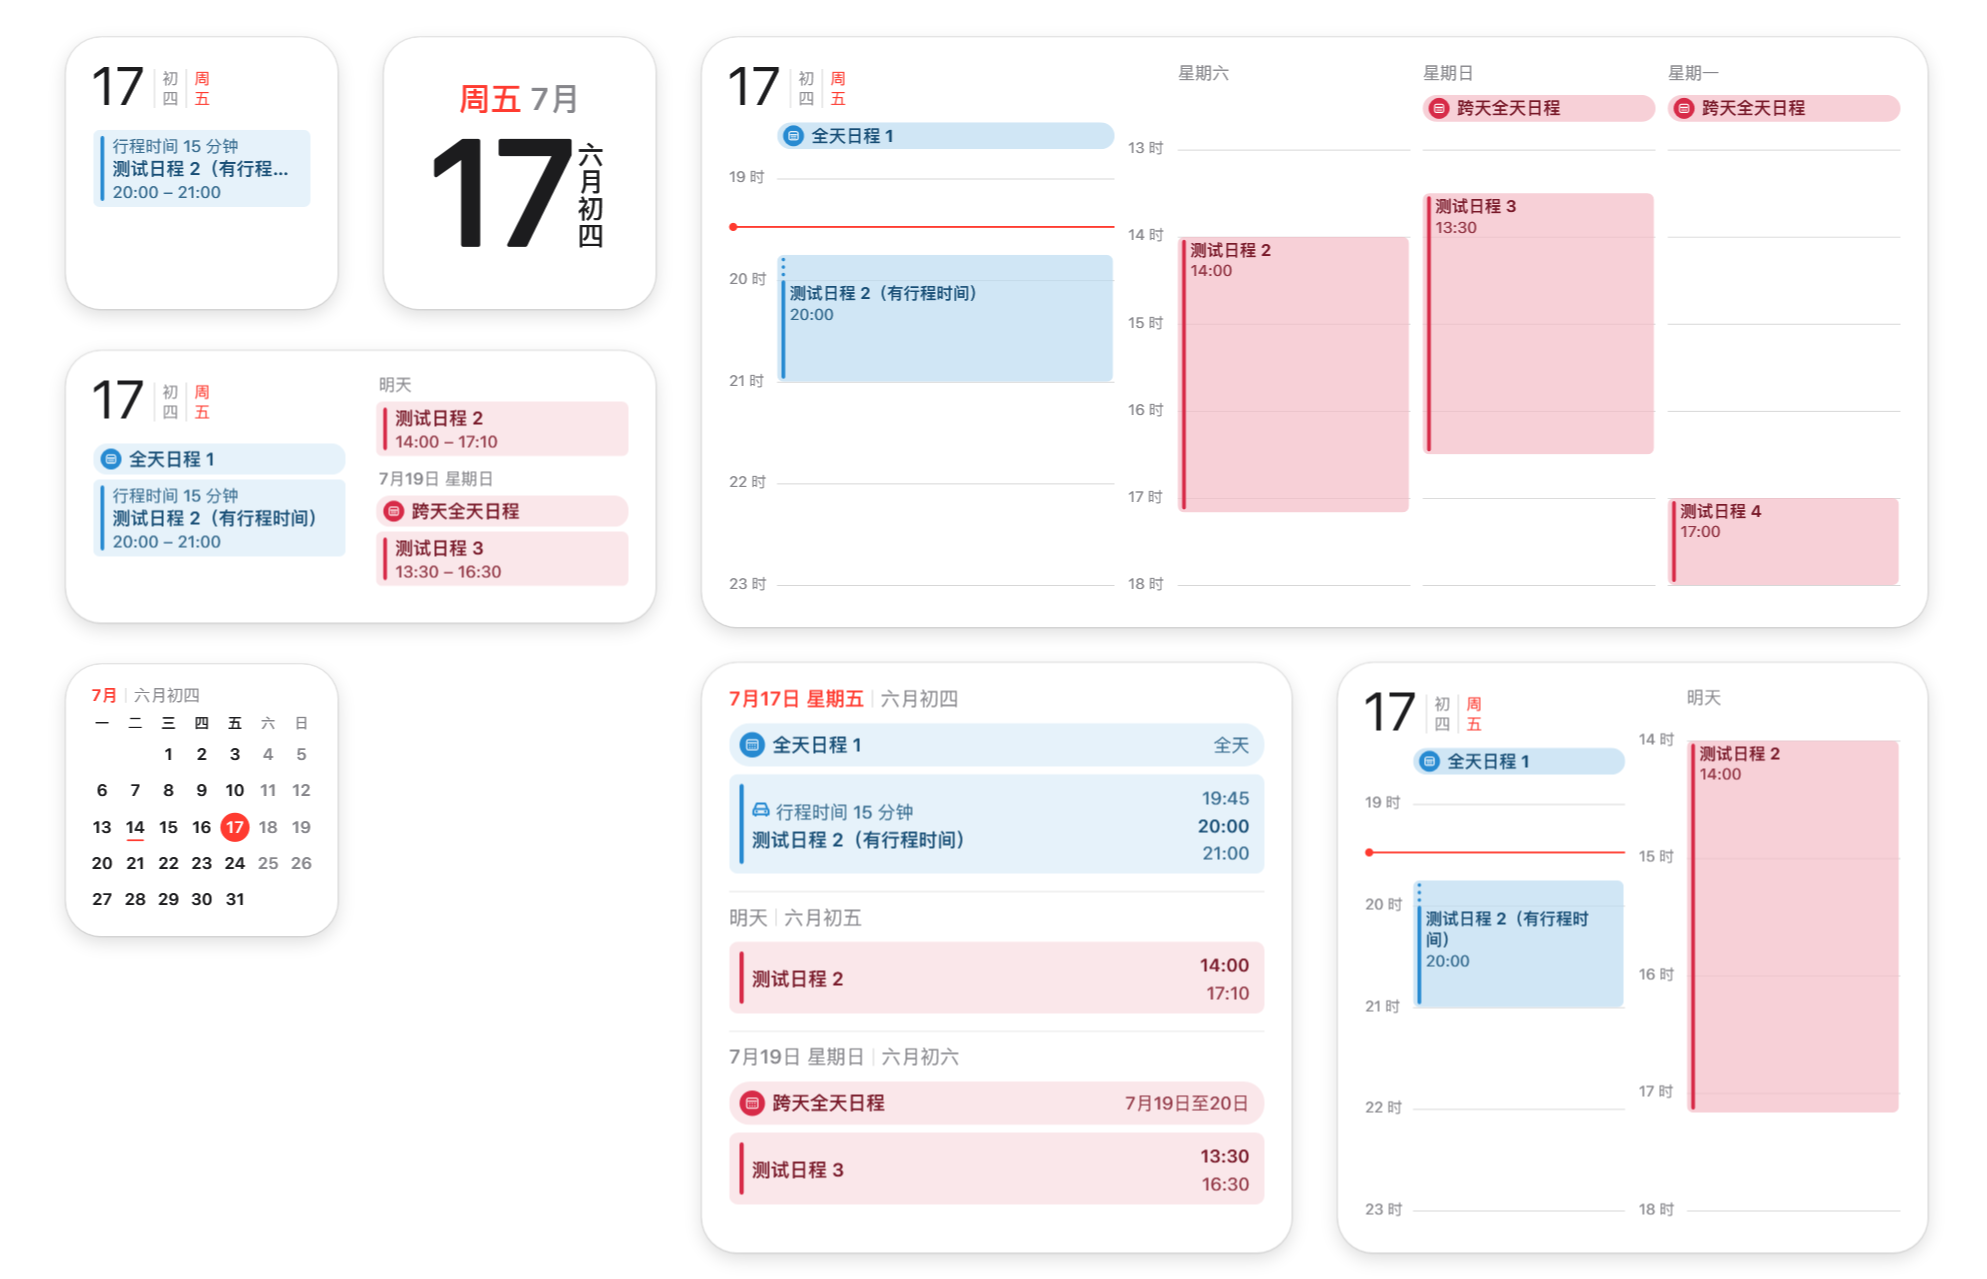 17 初四 周五
行程时间 15 分钟
测试日程 2（有行程...
20:00 – 21:00
周五 7月
17 六月初四
17 初四 周五
全天日程 1
19 时
20 时
测试日程 2（有行程时间）
20:00
21 时
22 时
23 时
星期六
13 时
14 时
测试日程 2
14:00
15 时
16 时
17 时
18 时
星期日
跨天全天日程
测试日程 3
13:30
星期一
跨天全天日程
测试日程 4
17:00
17 初四 周五
全天日程 1
行程时间 15 分钟
测试日程 2（有行程时间）
20:00 – 21:00
明天
测试日程 2
14:00 – 17:10
7月19日 星期日
跨天全天日程
测试日程 3
13:30 – 16:30
7月 六月初四
一 二 三 四 五 六 日
1 2 3 4 5
6 7 8 9 10 11 12
13 14 15 16 17 18 19
20 21 22 23 24 25 26
27 28 29 30 31
7月17日 星期五 六月初四
全天日程 1 全天
行程时间 15 分钟 19:45
测试日程 2（有行程时间） 20:00
21:00
明天 六月初五
测试日程 2 14:00
17:10
7月19日 星期日 六月初六
跨天全天日程 7月19日至20日
测试日程 3 13:30
16:30
17 初四 周五
全天日程 1
19 时
20 时
测试日程 2（有行程时
间）
20:00
21 时
22 时
23 时
明天
14 时
测试日程 2
14:00
15 时
16 时
17 时
18 时